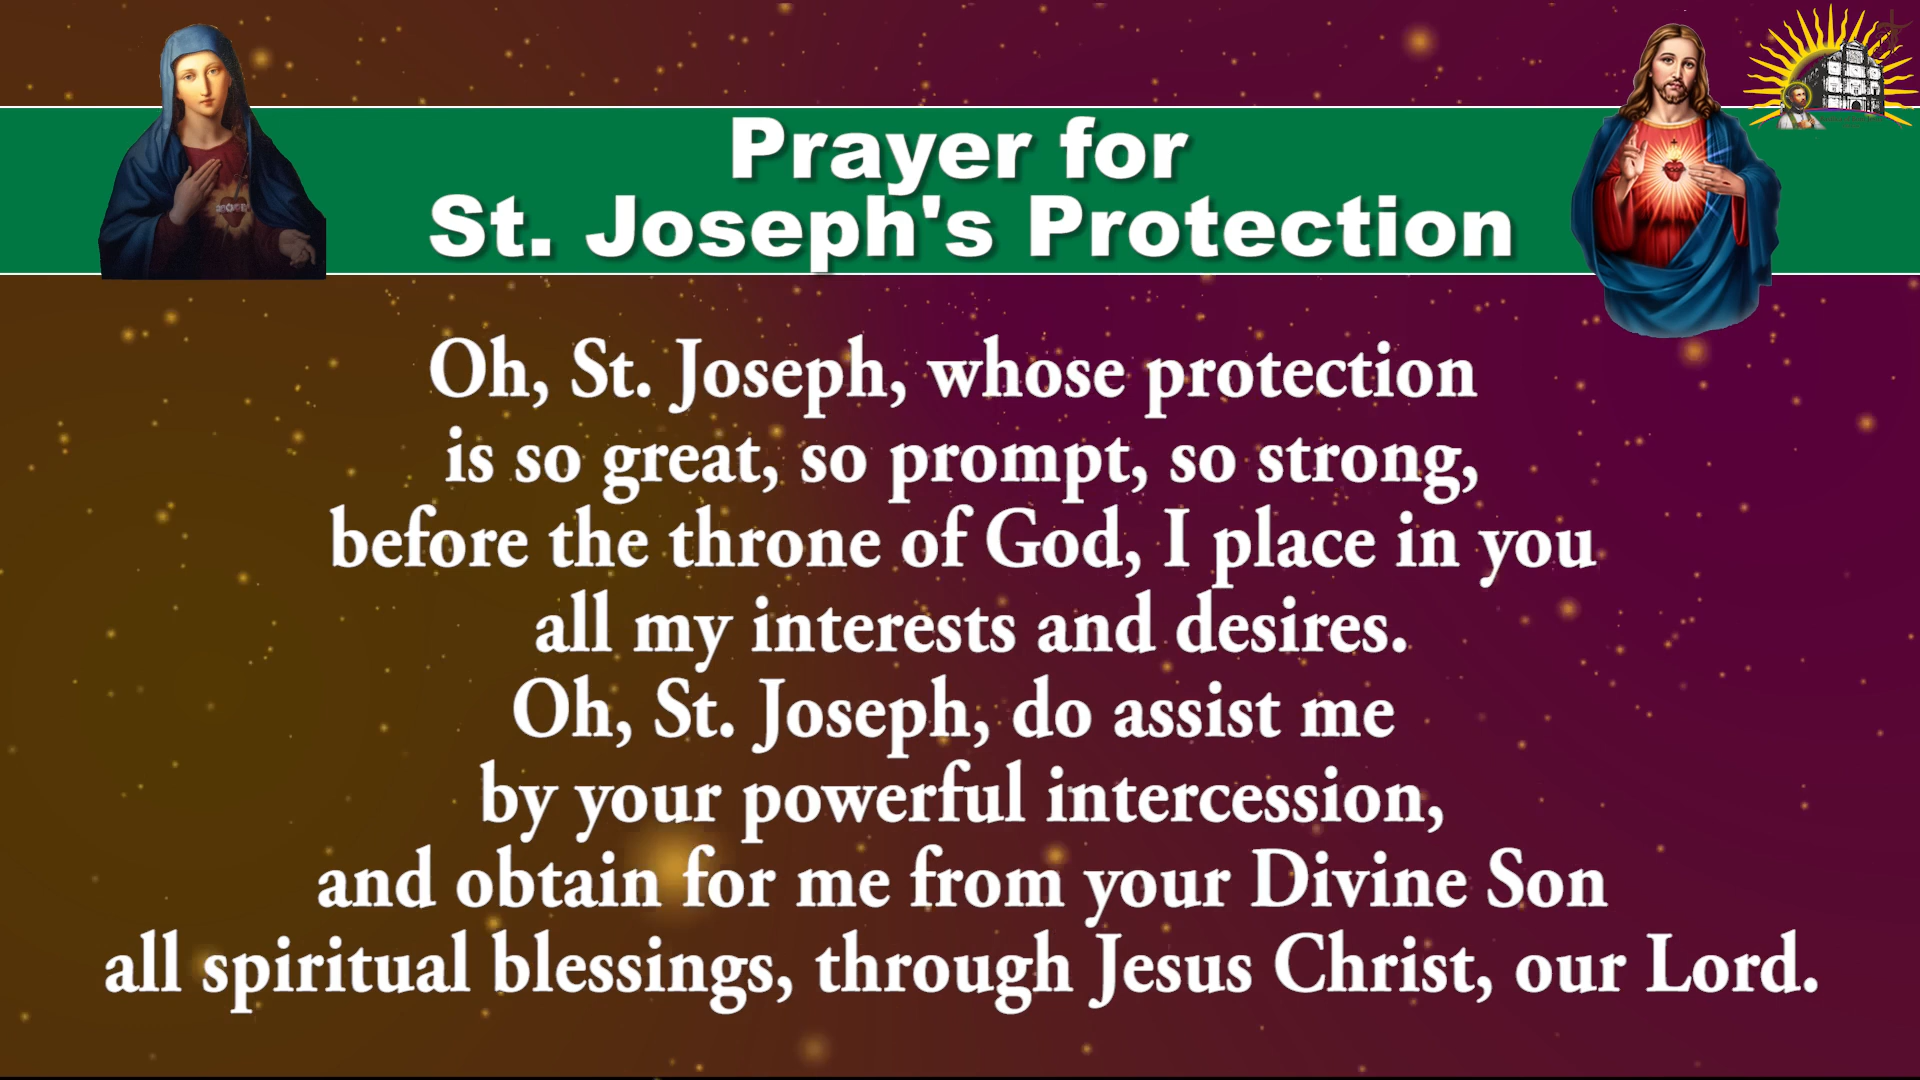 Prayer for
St. Joseph's Protection
Oh, St. Joseph, whose protection
is so great, so prompt, so strong,
before the throne of God, I place in you
all my interests and desires.
Oh, St. Joseph, do assist me
by your powerful intercession,
and obtain for me from your Divine Son
all spiritual blessings, through Jesus Christ, our Lord.